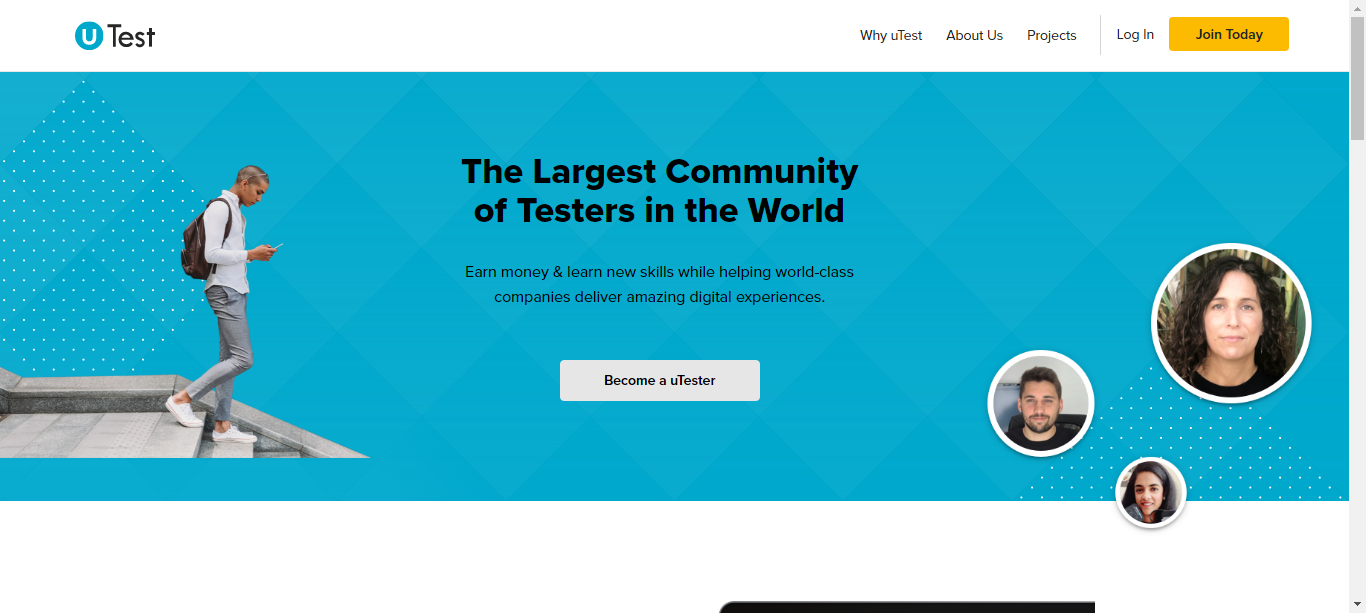 uTest
Why uTest
About Us
Projects
Log In
Join Today
The Largest Community
of Testers in the World
Earn money & learn new skills while helping world-class
companies deliver amazing digital experiences.
Become a uTester